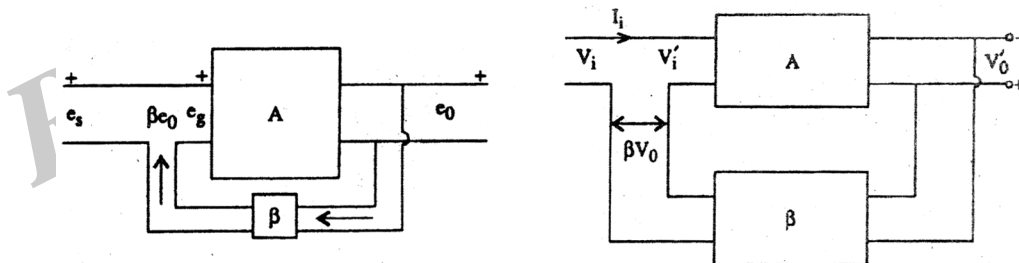 + + +
e_s βe_0 e_g A e_0
β
I_i
V_i V_i′ A V_0′
+
βV_0
β